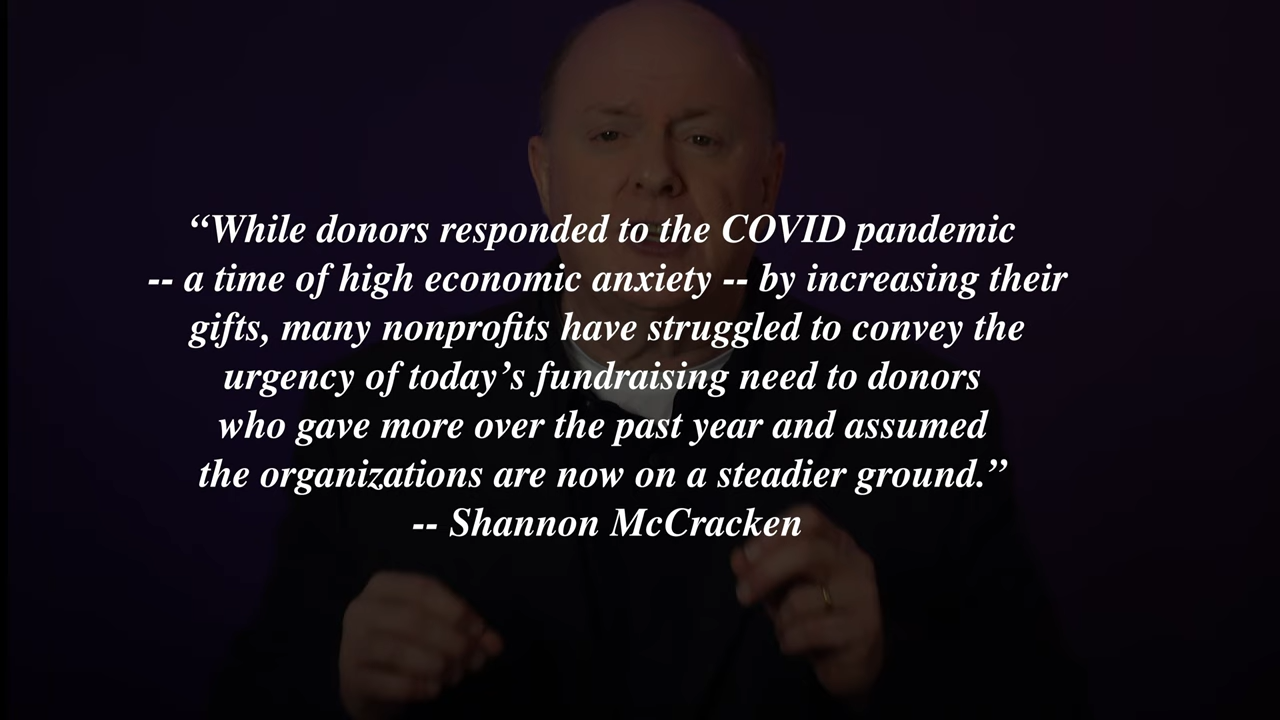 “While donors responded to the COVID pandemic
-- a time of high economic anxiety -- by increasing their
gifts, many nonprofits have struggled to convey the
urgency of today’s fundraising need to donors
who gave more over the past year and assumed
the organizations are now on a steadier ground.”
-- Shannon McCracken